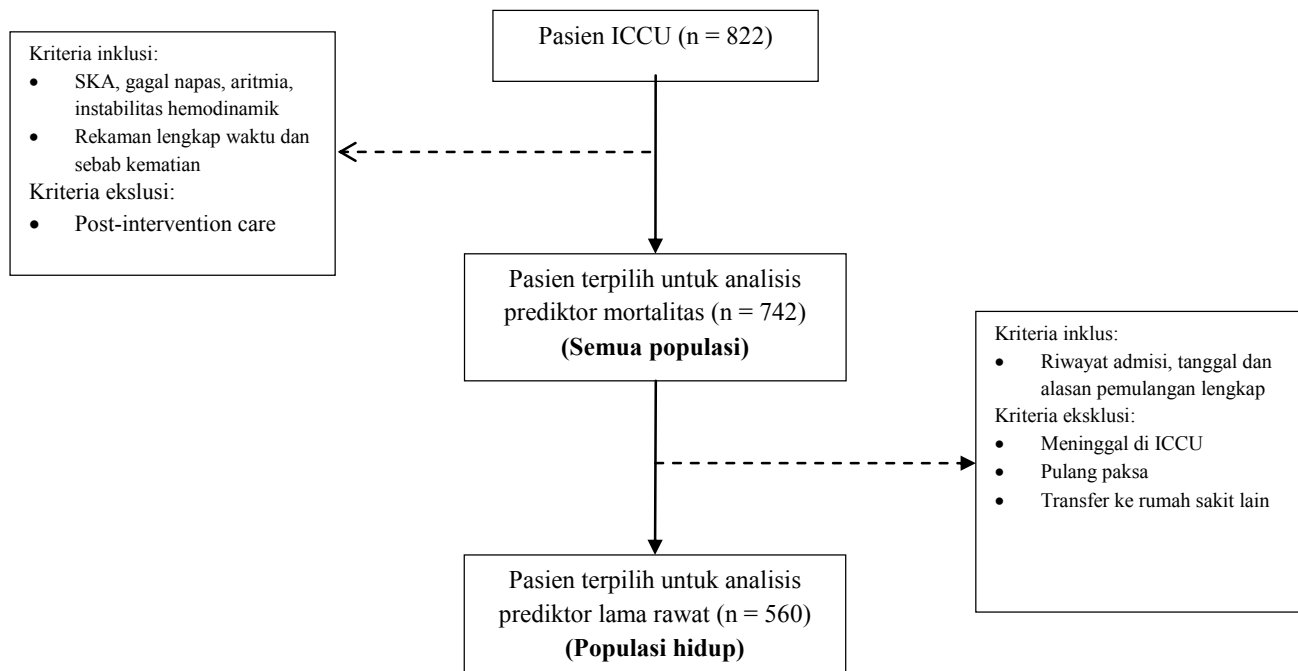 Pasien ICCU (n = 822)
Kriteria inklusi:
• SKA, gagal napas, aritmia,
instabilitas hemodinamik
• Rekaman lengkap waktu dan
sebab kematian
Kriteria ekslusi:
• Post-intervention care
Pasien terpilih untuk analisis
prediktor mortalitas (n = 742)
(Semua populasi)
Kriteria inklus:
• Riwayat admisi, tanggal dan
alasan pemulangan lengkap
Kriteria eksklusi:
• Meninggal di ICCU
• Pulang paksa
• Transfer ke rumah sakit lain
Pasien terpilih untuk analisis
prediktor lama rawat (n = 560)
(Populasi hidup)